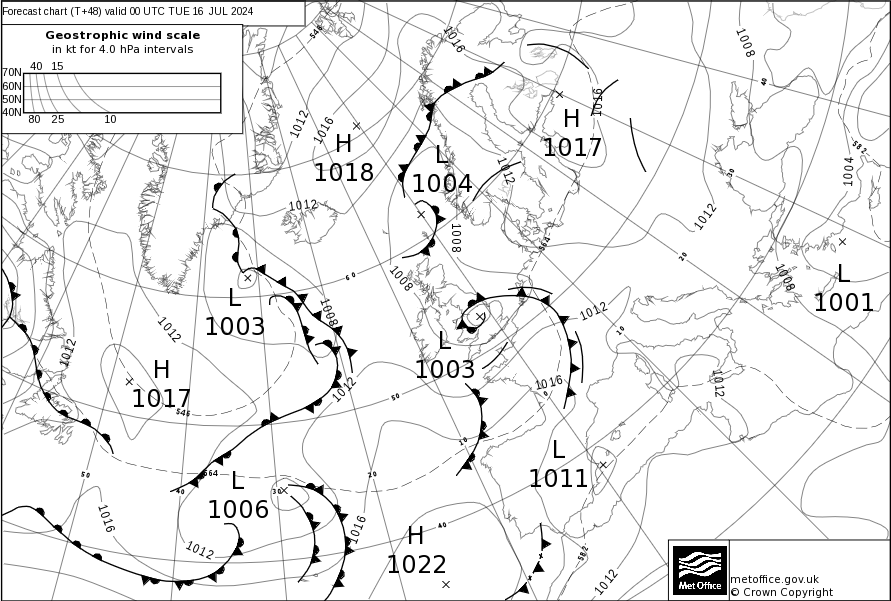 Forecast chart (T+48) valid 00 UTC TUE 16 JUL 2024
Geostrophic wind scale
in kt for 4.0 hPa intervals
40 15
70N
60N
50N
40N
80 25 10
546
1016
1008
40
1012
1016
H
1018
H
1017
1016
L
1004
1012
582
1004
30
1012
1012
1008
564
20
60
1008
1008
L
1001
L
1003
1008
1012
1012
10
1012
L
1003
H
1017
546
1012
1016
0
1012
50
10
50
564
40
30
20
L
1006
L
1011
1016
1012
1016
40
H
1022
582
1012
Met Office
metoffice.gov.uk
© Crown Copyright